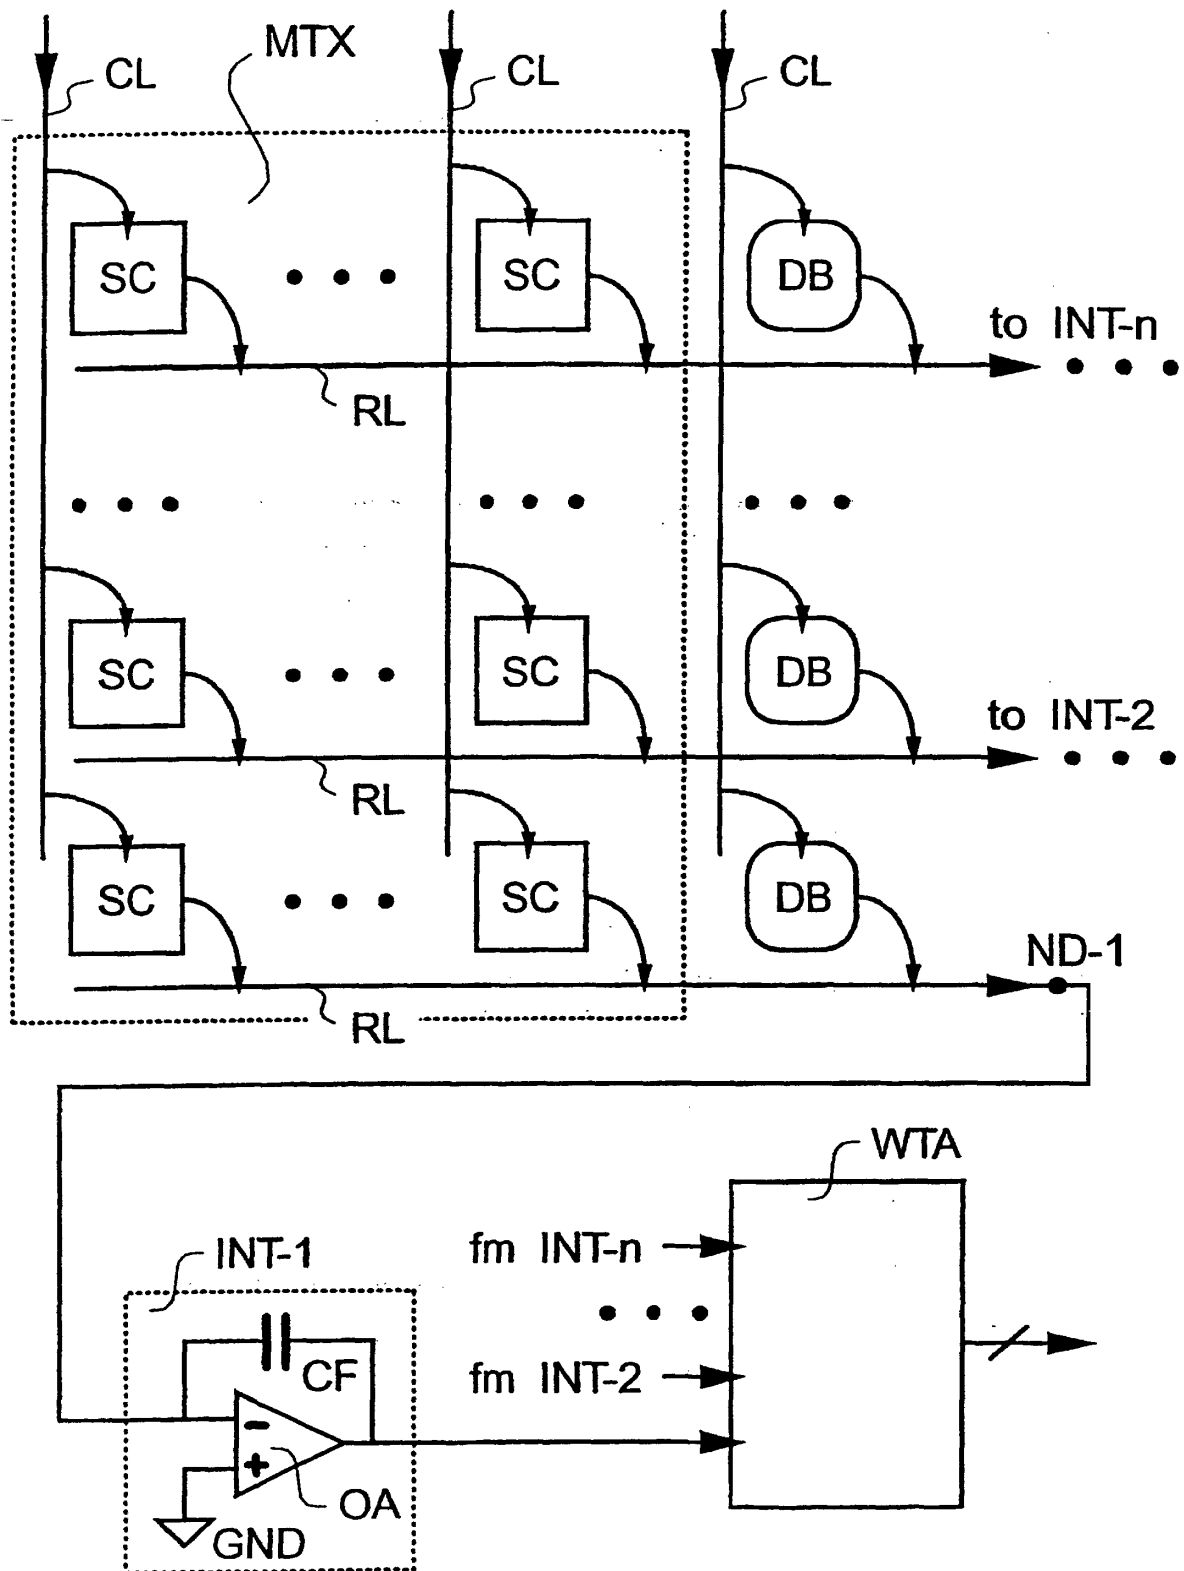 MTX
CL CL CL
SC SC DB
to INT-n
RL
SC SC DB
to INT-2
RL
SC SC DB
ND-1
RL
WTA
INT-1 fm INT-n
CF fm INT-2
-
+
OA
GND